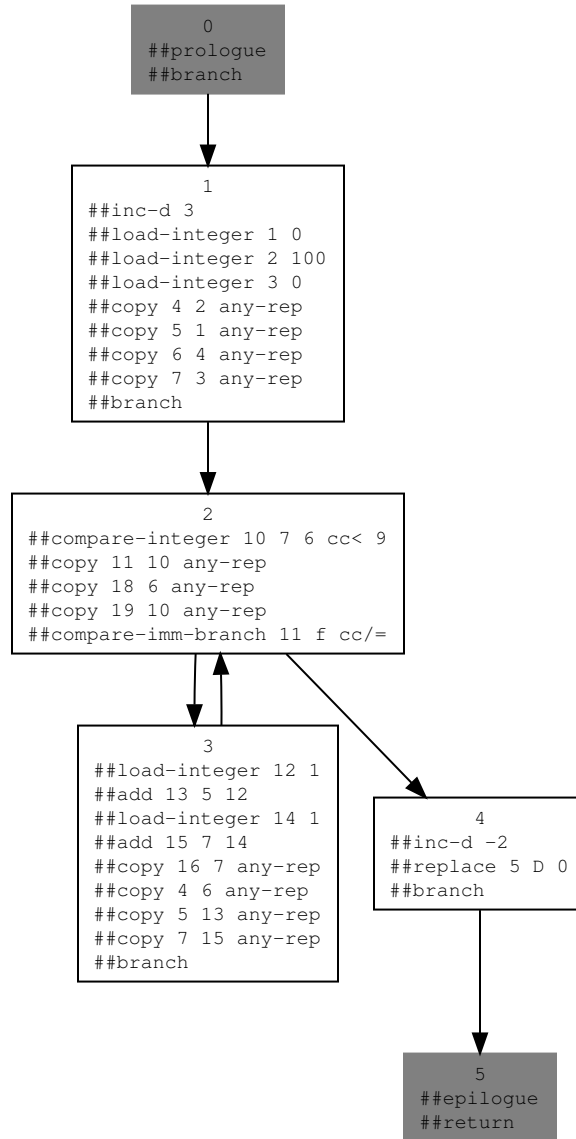 0
##prologue
##branch
1
##inc-d 3
##load-integer 1 0
##load-integer 2 100
##load-integer 3 0
##copy 4 2 any-rep
##copy 5 1 any-rep
##copy 6 4 any-rep
##copy 7 3 any-rep
##branch
2
##compare-integer 10 7 6 cc< 9
##copy 11 10 any-rep
##copy 18 6 any-rep
##copy 19 10 any-rep
##compare-imm-branch 11 f cc/=
3
##load-integer 12 1
##add 13 5 12
##load-integer 14 1
##add 15 7 14
##copy 16 7 any-rep
##copy 4 6 any-rep
##copy 5 13 any-rep
##copy 7 15 any-rep
##branch
4
##inc-d -2
##replace 5 D 0
##branch
5
##epilogue
##return